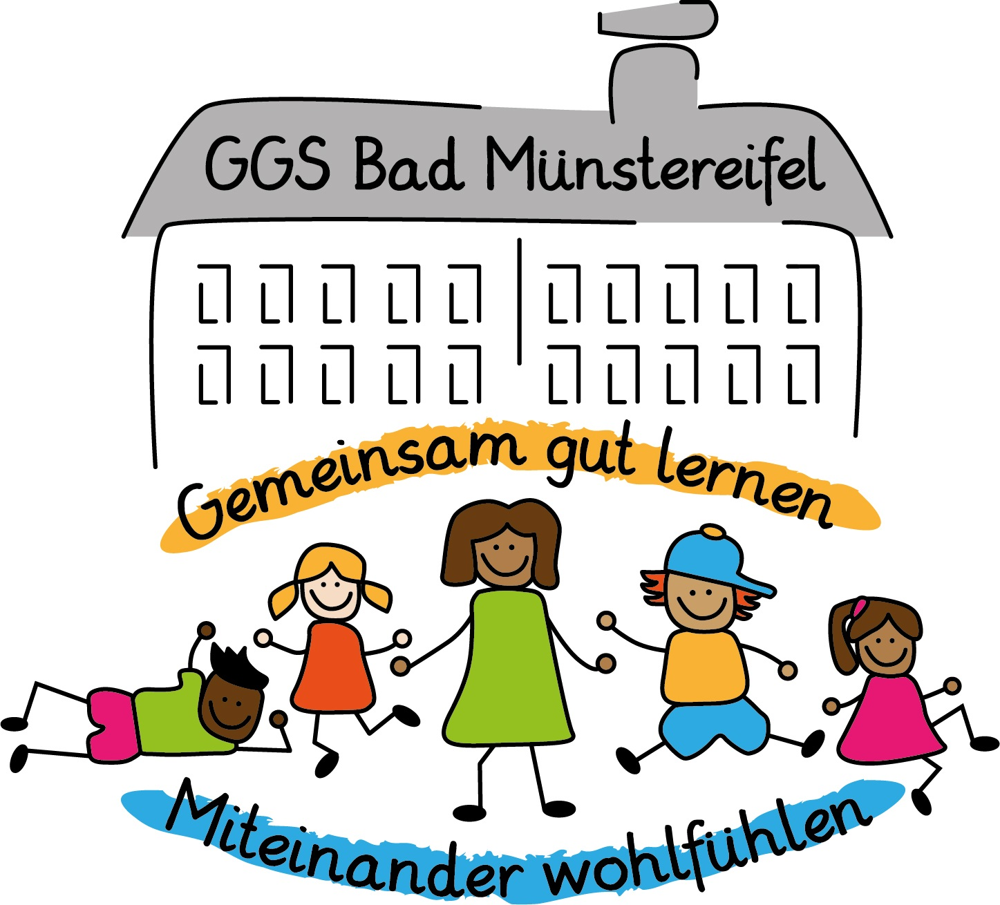 GGS Bad Münstereifel
Gemeinsam gut lernen
Miteinander wohlfühlen